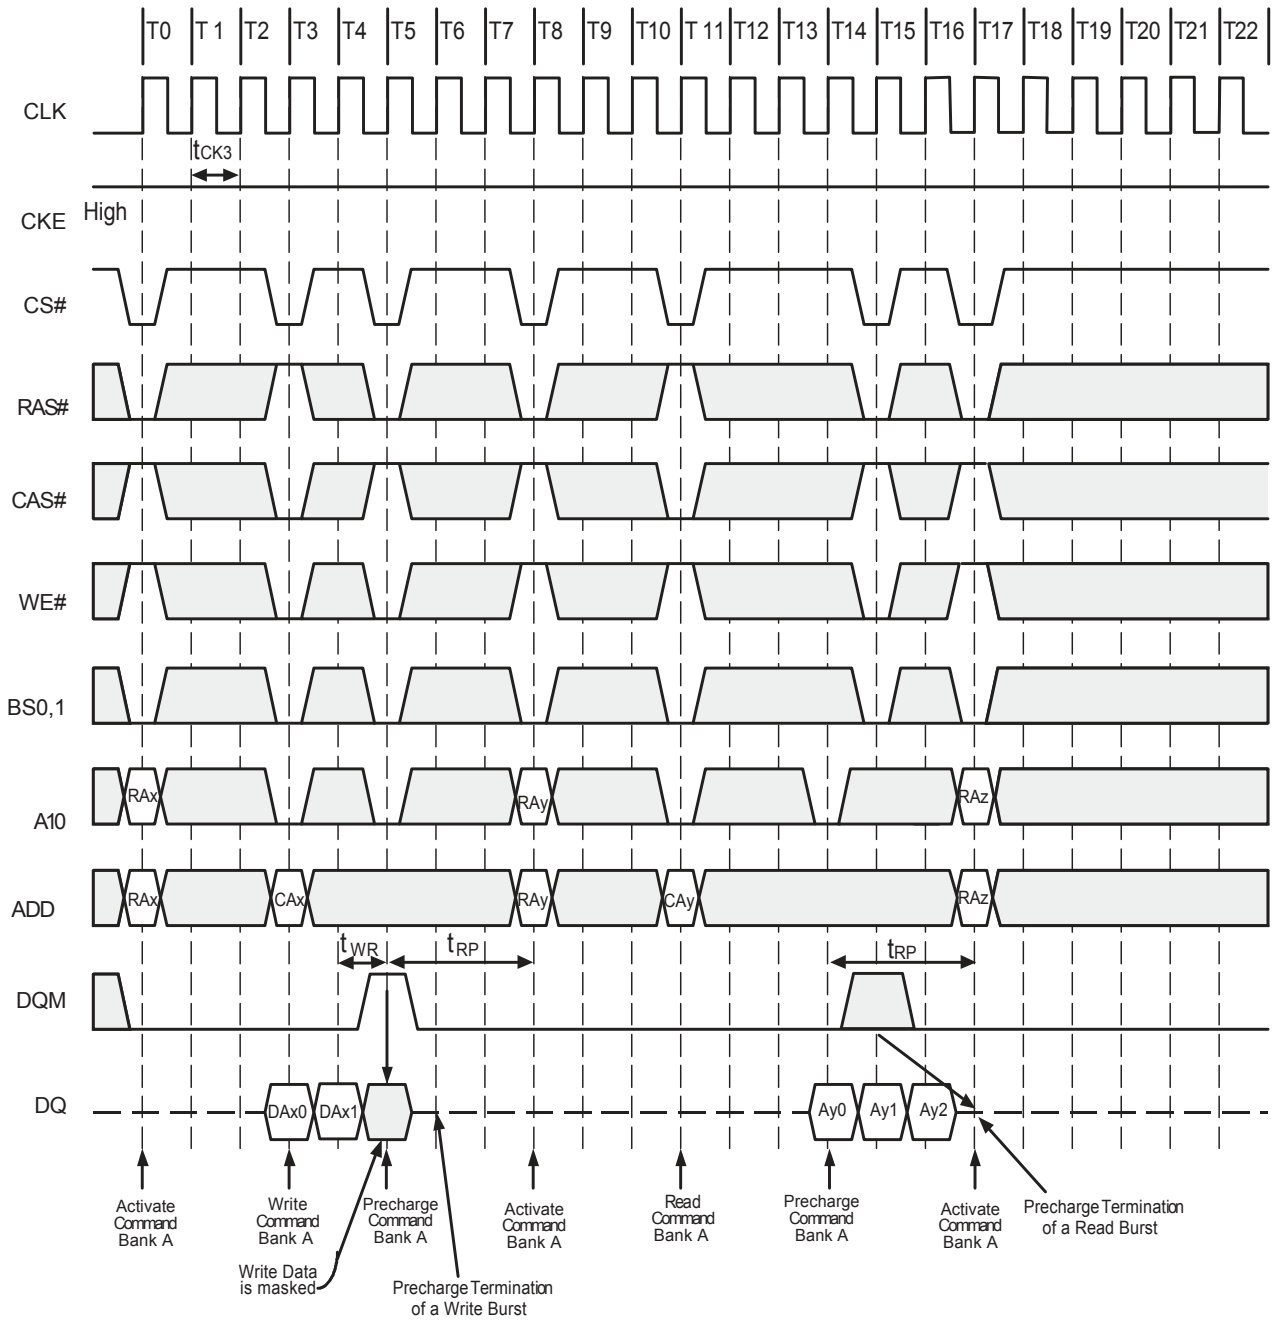 T0 T 1 T2 T3 T4 T5 T6 T7 T8 T9 T10 T 11 T12 T13 T14 T15 T16 T17 T18 T19 T20 T21 T22
CLK
tCK3
High
CKE
CS#
RAS#
CAS#
WE#
BS0,1
RAx RAy RAz
A10
RAx CAx RAy CAy RAz
ADD
tWR tRP tRP
DQM
DQ
DAx0 DAx1 Ay0 Ay1 Ay2
Activate
Command
Bank A
Write
Command
Bank A
Precharge
Command
Bank A
Activate
Command
Bank A
Read
Command
Bank A
Precharge
Command
Bank A
Activate
Command
Bank A
Precharge Termination
of a Read Burst
Write Data
is masked
Precharge Termination
of a Write Burst